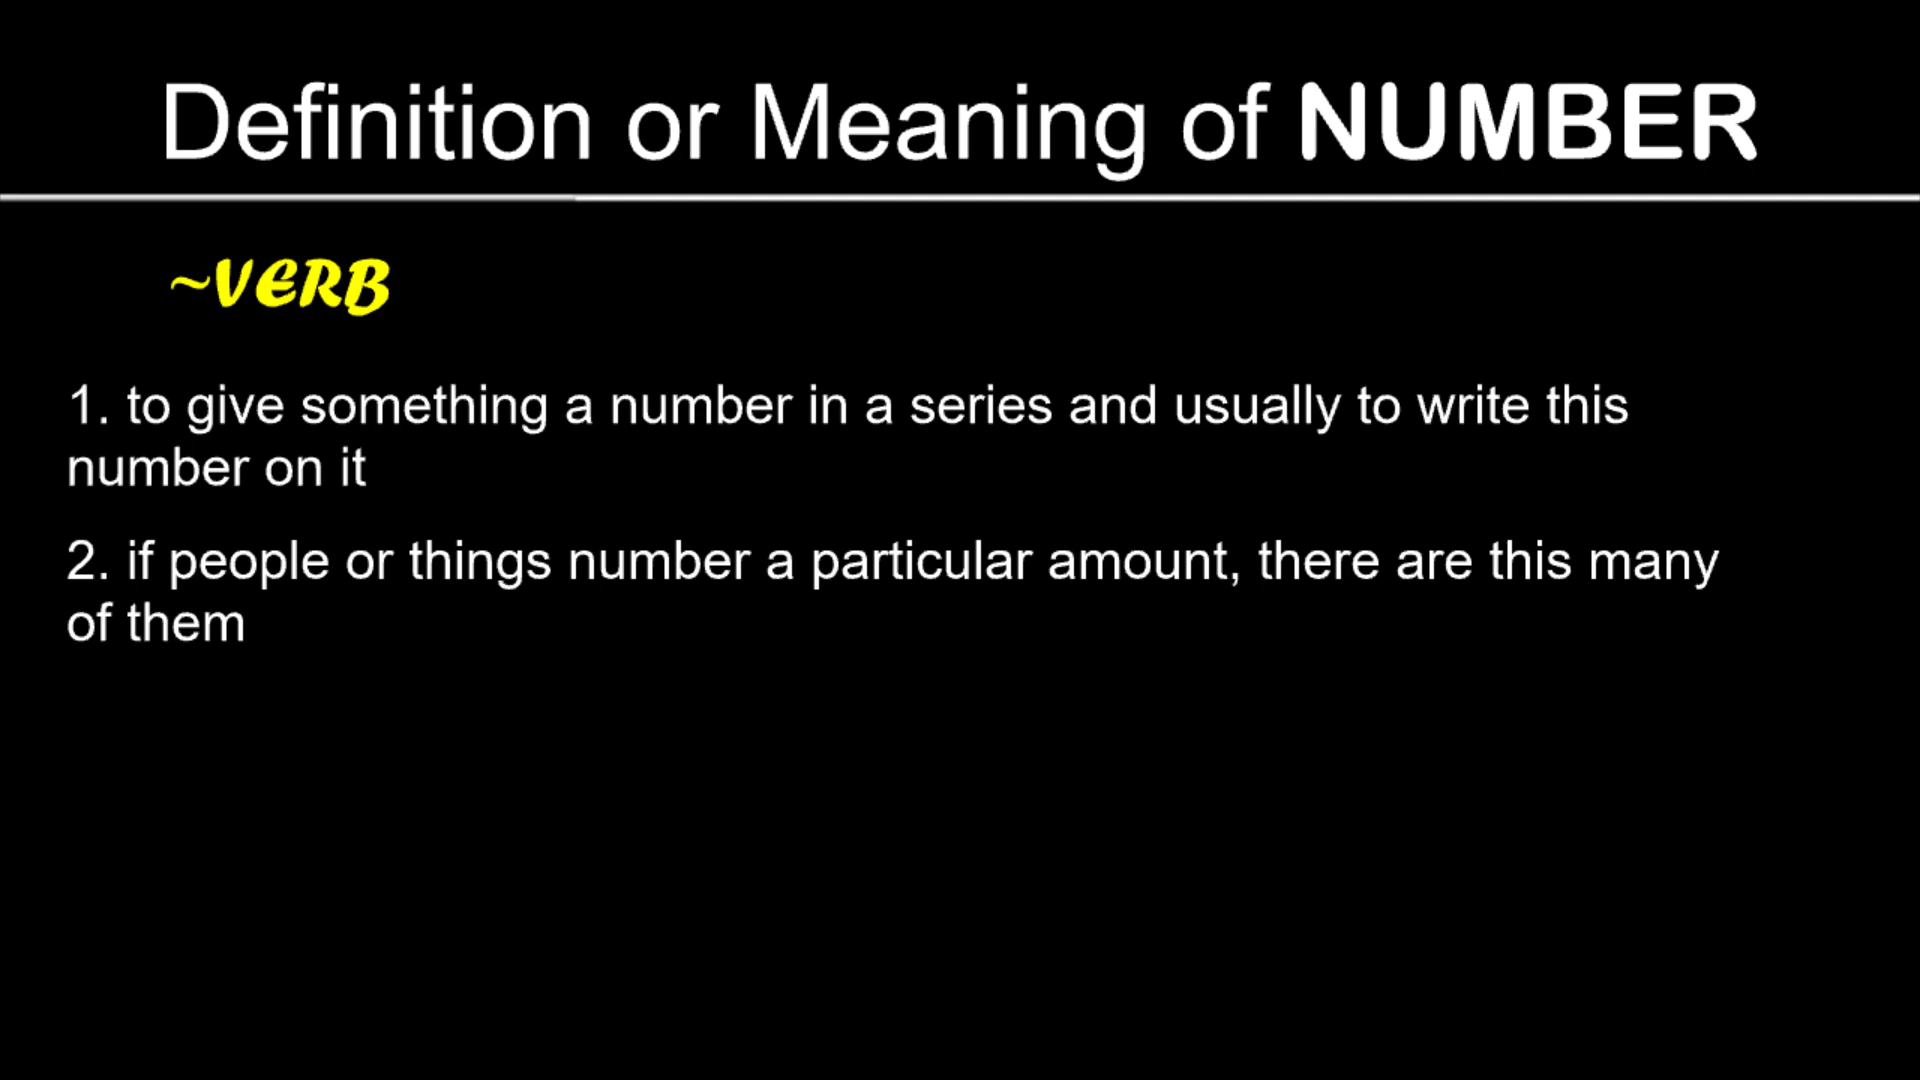 Definition or Meaning of NUMBER
~VERB
1. to give something a number in a series and usually to write this
number on it
2. if people or things number a particular amount, there are this many
of them